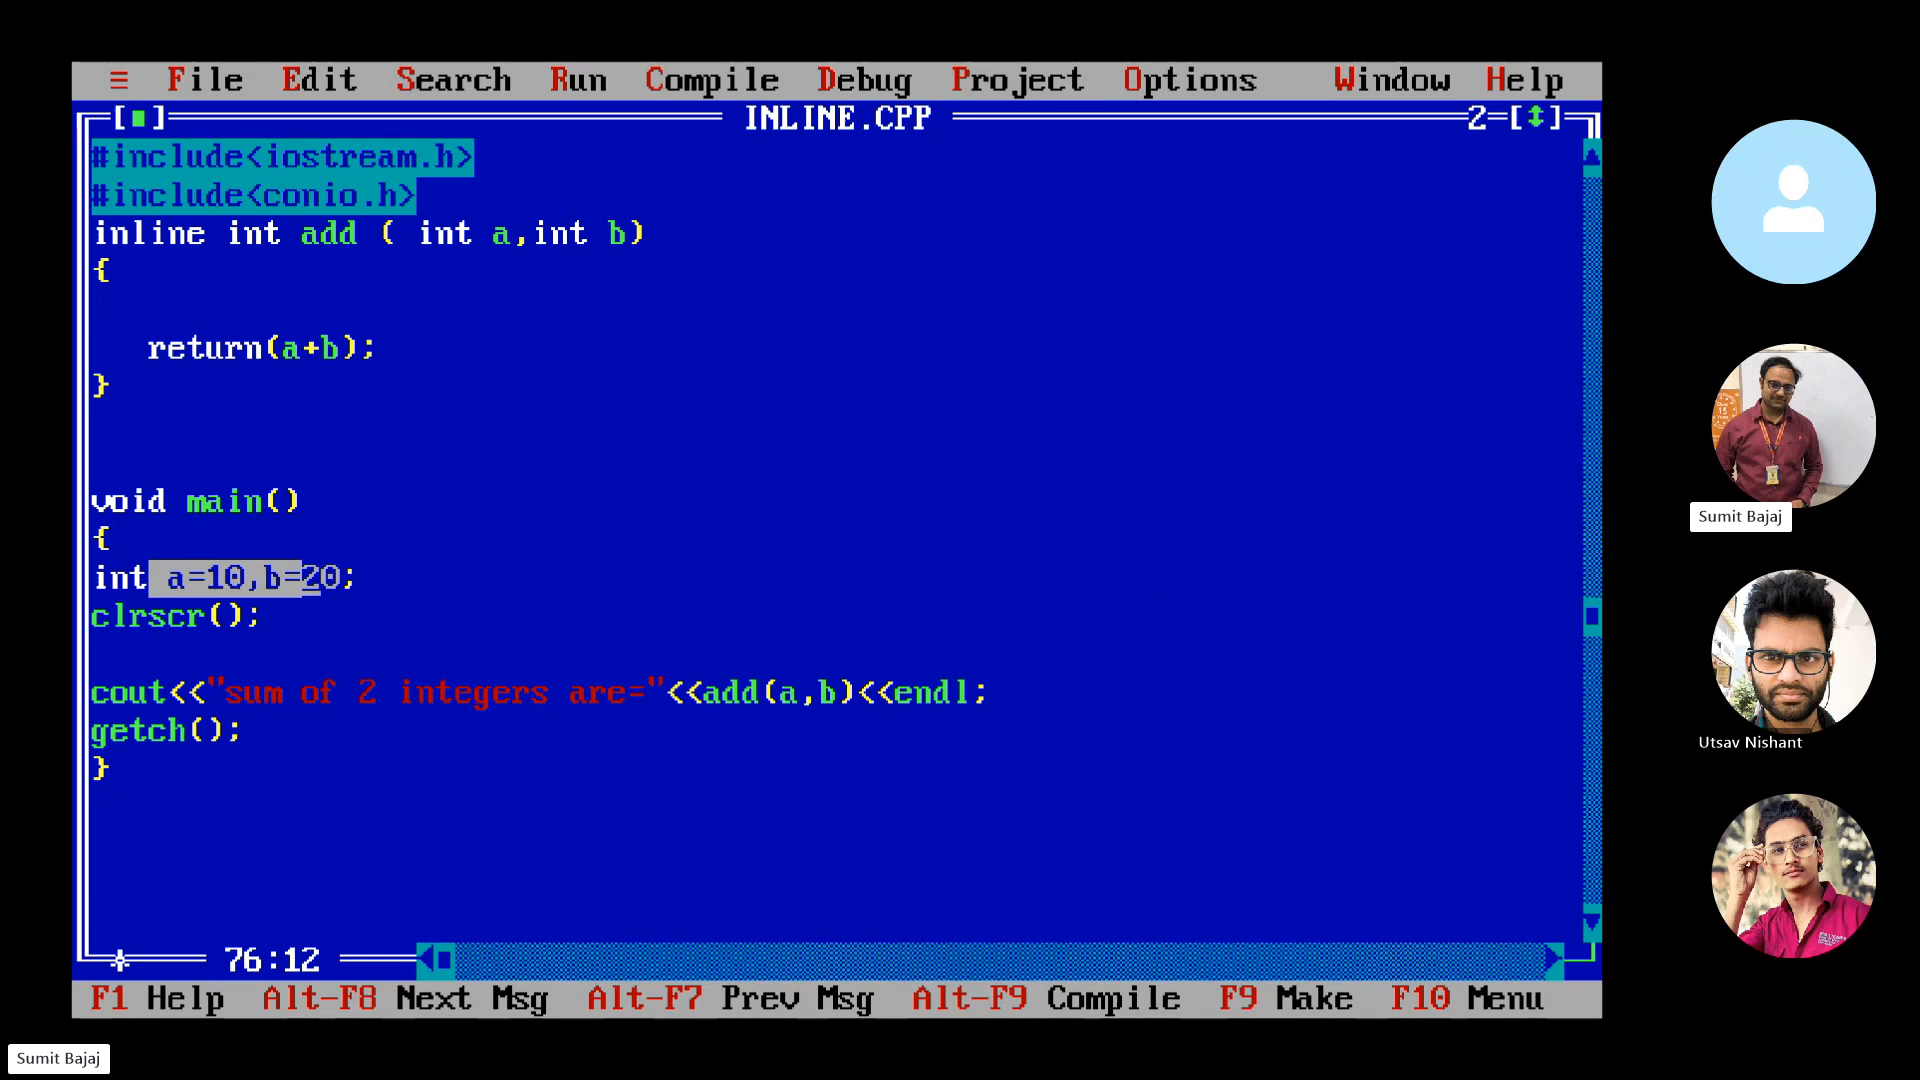 ≡ File Edit Search Run Compile Debug Project Options Window Help
[■] INLINE.CPP 2=[↕]
#include<iostream.h>
#include<conio.h>
inline int add ( int a,int b)
{
return(a+b);
}
void main()
{
int a=10,b=20;
clrscr();
cout<<"sum of 2 integers are="<<add(a,b)<<endl;
getch();
}
76:12
F1 Help Alt-F8 Next Msg Alt-F7 Prev Msg Alt-F9 Compile F9 Make F10 Menu
Sumit Bajaj
Utsav Nishant
Sumit Bajaj